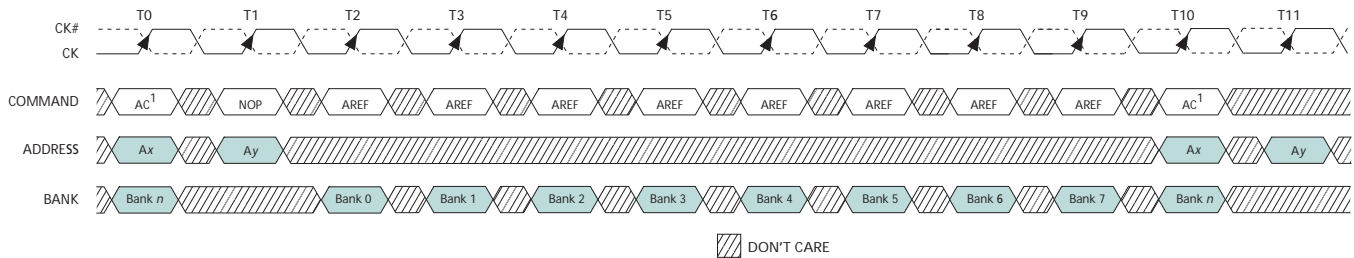 T0 T1 T2 T3 T4 T5 T6 T7 T8 T9 T10 T11
CK#
CK
COMMAND AC1 NOP AREF AREF AREF AREF AREF AREF AREF AREF AC1
ADDRESS Ax Ay Ax Ay
BANK Bank n Bank 0 Bank 1 Bank 2 Bank 3 Bank 4 Bank 5 Bank 6 Bank 7 Bank n
DON'T CARE